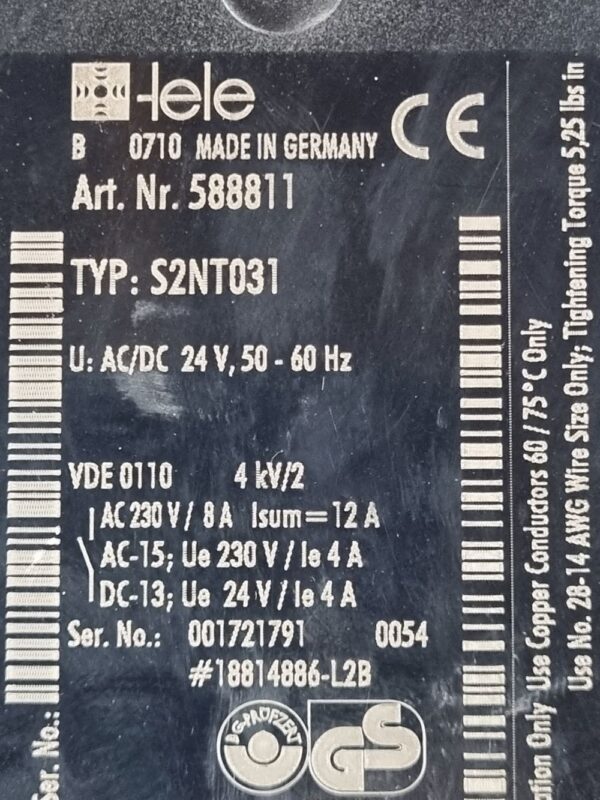 tele
B 0710 MADE IN GERMANY
CE
Art. Nr. 588811
TYP: S2NT031
U: AC/DC 24 V, 50 - 60 Hz
VDE 0110 4 kV/2
AC 230 V/ 8 A Isum=12 A
AC-15; Ue 230 V/Ie 4 A
DC-13; Ue 24 V/Ie 4 A
Ser. No.: 001721791 0054
#18814886-L2B
BG-PRÜFZERT
GS
Ser. No.:
Only Use Copper Conductors 60/75°C Only
Use No. 28-14 AWG Wire Size Only; Tightening Torque 5,25 lbs in